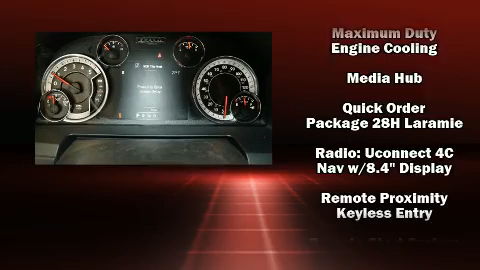 Maximum Duty
Engine Cooling
Media Hub
Quick Order
Package 28H Laramie
Radio: Uconnect 4C
Nav w/8.4" Display
Remote Proximity
Keyless Entry